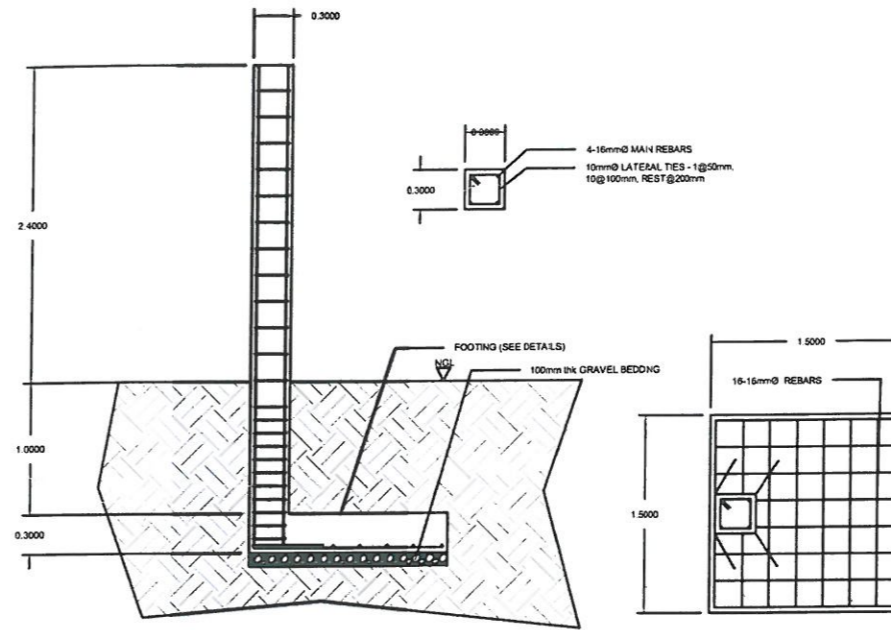 0.3000
2.4000
0.3000
4-16mmØ MAIN REBARS
10mmØ LATERAL TIES - 1@50mm,
10@100mm, REST@200mm
FOOTING (SEE DETAILS)
NGL
100mm thk GRAVEL BEDDING
1.0000
0.3000
1.5000
16-16mmØ REBARS
1.5000